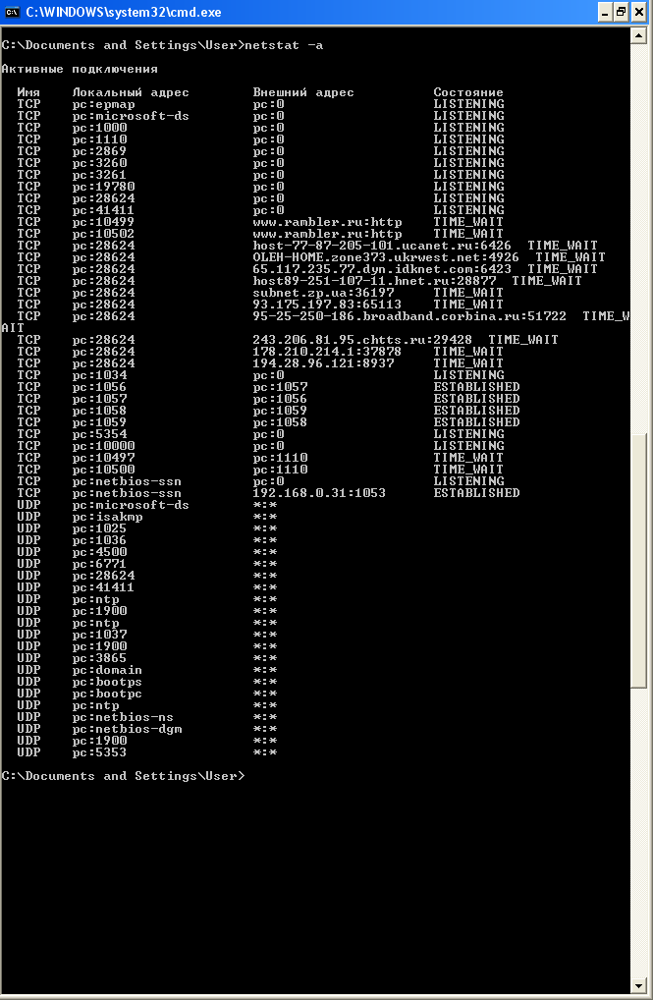 C:\WINDOWS\system32\cmd.exe
C:\Documents and Settings\User>netstat -a
Активные подключения
Имя Локальный адрес Внешний адрес Состояние
TCP pc:epmap pc:0 LISTENING
TCP pc:microsoft-ds pc:0 LISTENING
TCP pc:1000 pc:0 LISTENING
TCP pc:1110 pc:0 LISTENING
TCP pc:2869 pc:0 LISTENING
TCP pc:3260 pc:0 LISTENING
TCP pc:3261 pc:0 LISTENING
TCP pc:19780 pc:0 LISTENING
TCP pc:28624 pc:0 LISTENING
TCP pc:41411 pc:0 LISTENING
TCP pc:10499 www.rambler.ru:http TIME_WAIT
TCP pc:10502 www.rambler.ru:http TIME_WAIT
TCP pc:28624 host-77-87-205-101.ucanet.ru:6426 TIME_WAIT
TCP pc:28624 OLEH-HOME.zone373.ukrwest.net:4926 TIME_WAIT
TCP pc:28624 65.117.235.77.dyn.idknet.com:6423 TIME_WAIT
TCP pc:28624 host89-251-107-11.hnet.ru:28877 TIME_WAIT
TCP pc:28624 subnet.zp.ua:36197 TIME_WAIT
TCP pc:28624 93.175.197.83:65113 TIME_WAIT
TCP pc:28624 95-25-250-186.broadband.corbina.ru:51722 TIME_W
AIT
TCP pc:28624 243.206.81.95.chtts.ru:29428 TIME_WAIT
TCP pc:28624 178.210.214.1:37878 TIME_WAIT
TCP pc:28624 194.28.96.121:8937 TIME_WAIT
TCP pc:1034 pc:0 LISTENING
TCP pc:1056 pc:1057 ESTABLISHED
TCP pc:1057 pc:1056 ESTABLISHED
TCP pc:1058 pc:1059 ESTABLISHED
TCP pc:1059 pc:1058 ESTABLISHED
TCP pc:5354 pc:0 LISTENING
TCP pc:10000 pc:0 LISTENING
TCP pc:10497 pc:1110 TIME_WAIT
TCP pc:10500 pc:1110 TIME_WAIT
TCP pc:netbios-ssn pc:0 LISTENING
TCP pc:netbios-ssn 192.168.0.31:1053 ESTABLISHED
UDP pc:microsoft-ds *:*
UDP pc:isakmp *:*
UDP pc:1025 *:*
UDP pc:1036 *:*
UDP pc:4500 *:*
UDP pc:6771 *:*
UDP pc:28624 *:*
UDP pc:41411 *:*
UDP pc:ntp *:*
UDP pc:1900 *:*
UDP pc:ntp *:*
UDP pc:1037 *:*
UDP pc:1900 *:*
UDP pc:3865 *:*
UDP pc:domain *:*
UDP pc:bootps *:*
UDP pc:bootpc *:*
UDP pc:ntp *:*
UDP pc:netbios-ns *:*
UDP pc:netbios-dgm *:*
UDP pc:1900 *:*
UDP pc:5353 *:*
C:\Documents and Settings\User>